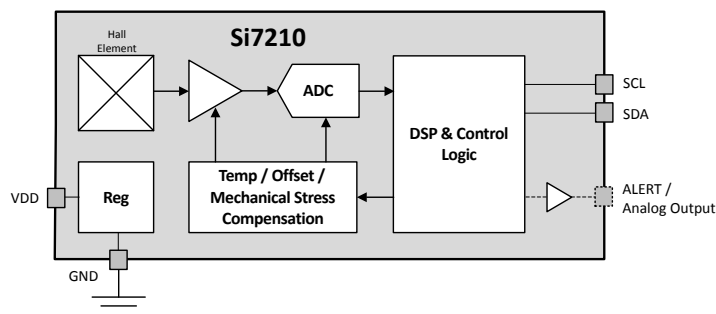 Si7210
Hall
Element
ADC
DSP & Control
Logic
SCL
SDA
Temp / Offset /
Mechanical Stress
Compensation
Reg
VDD
GND
ALERT /
Analog Output